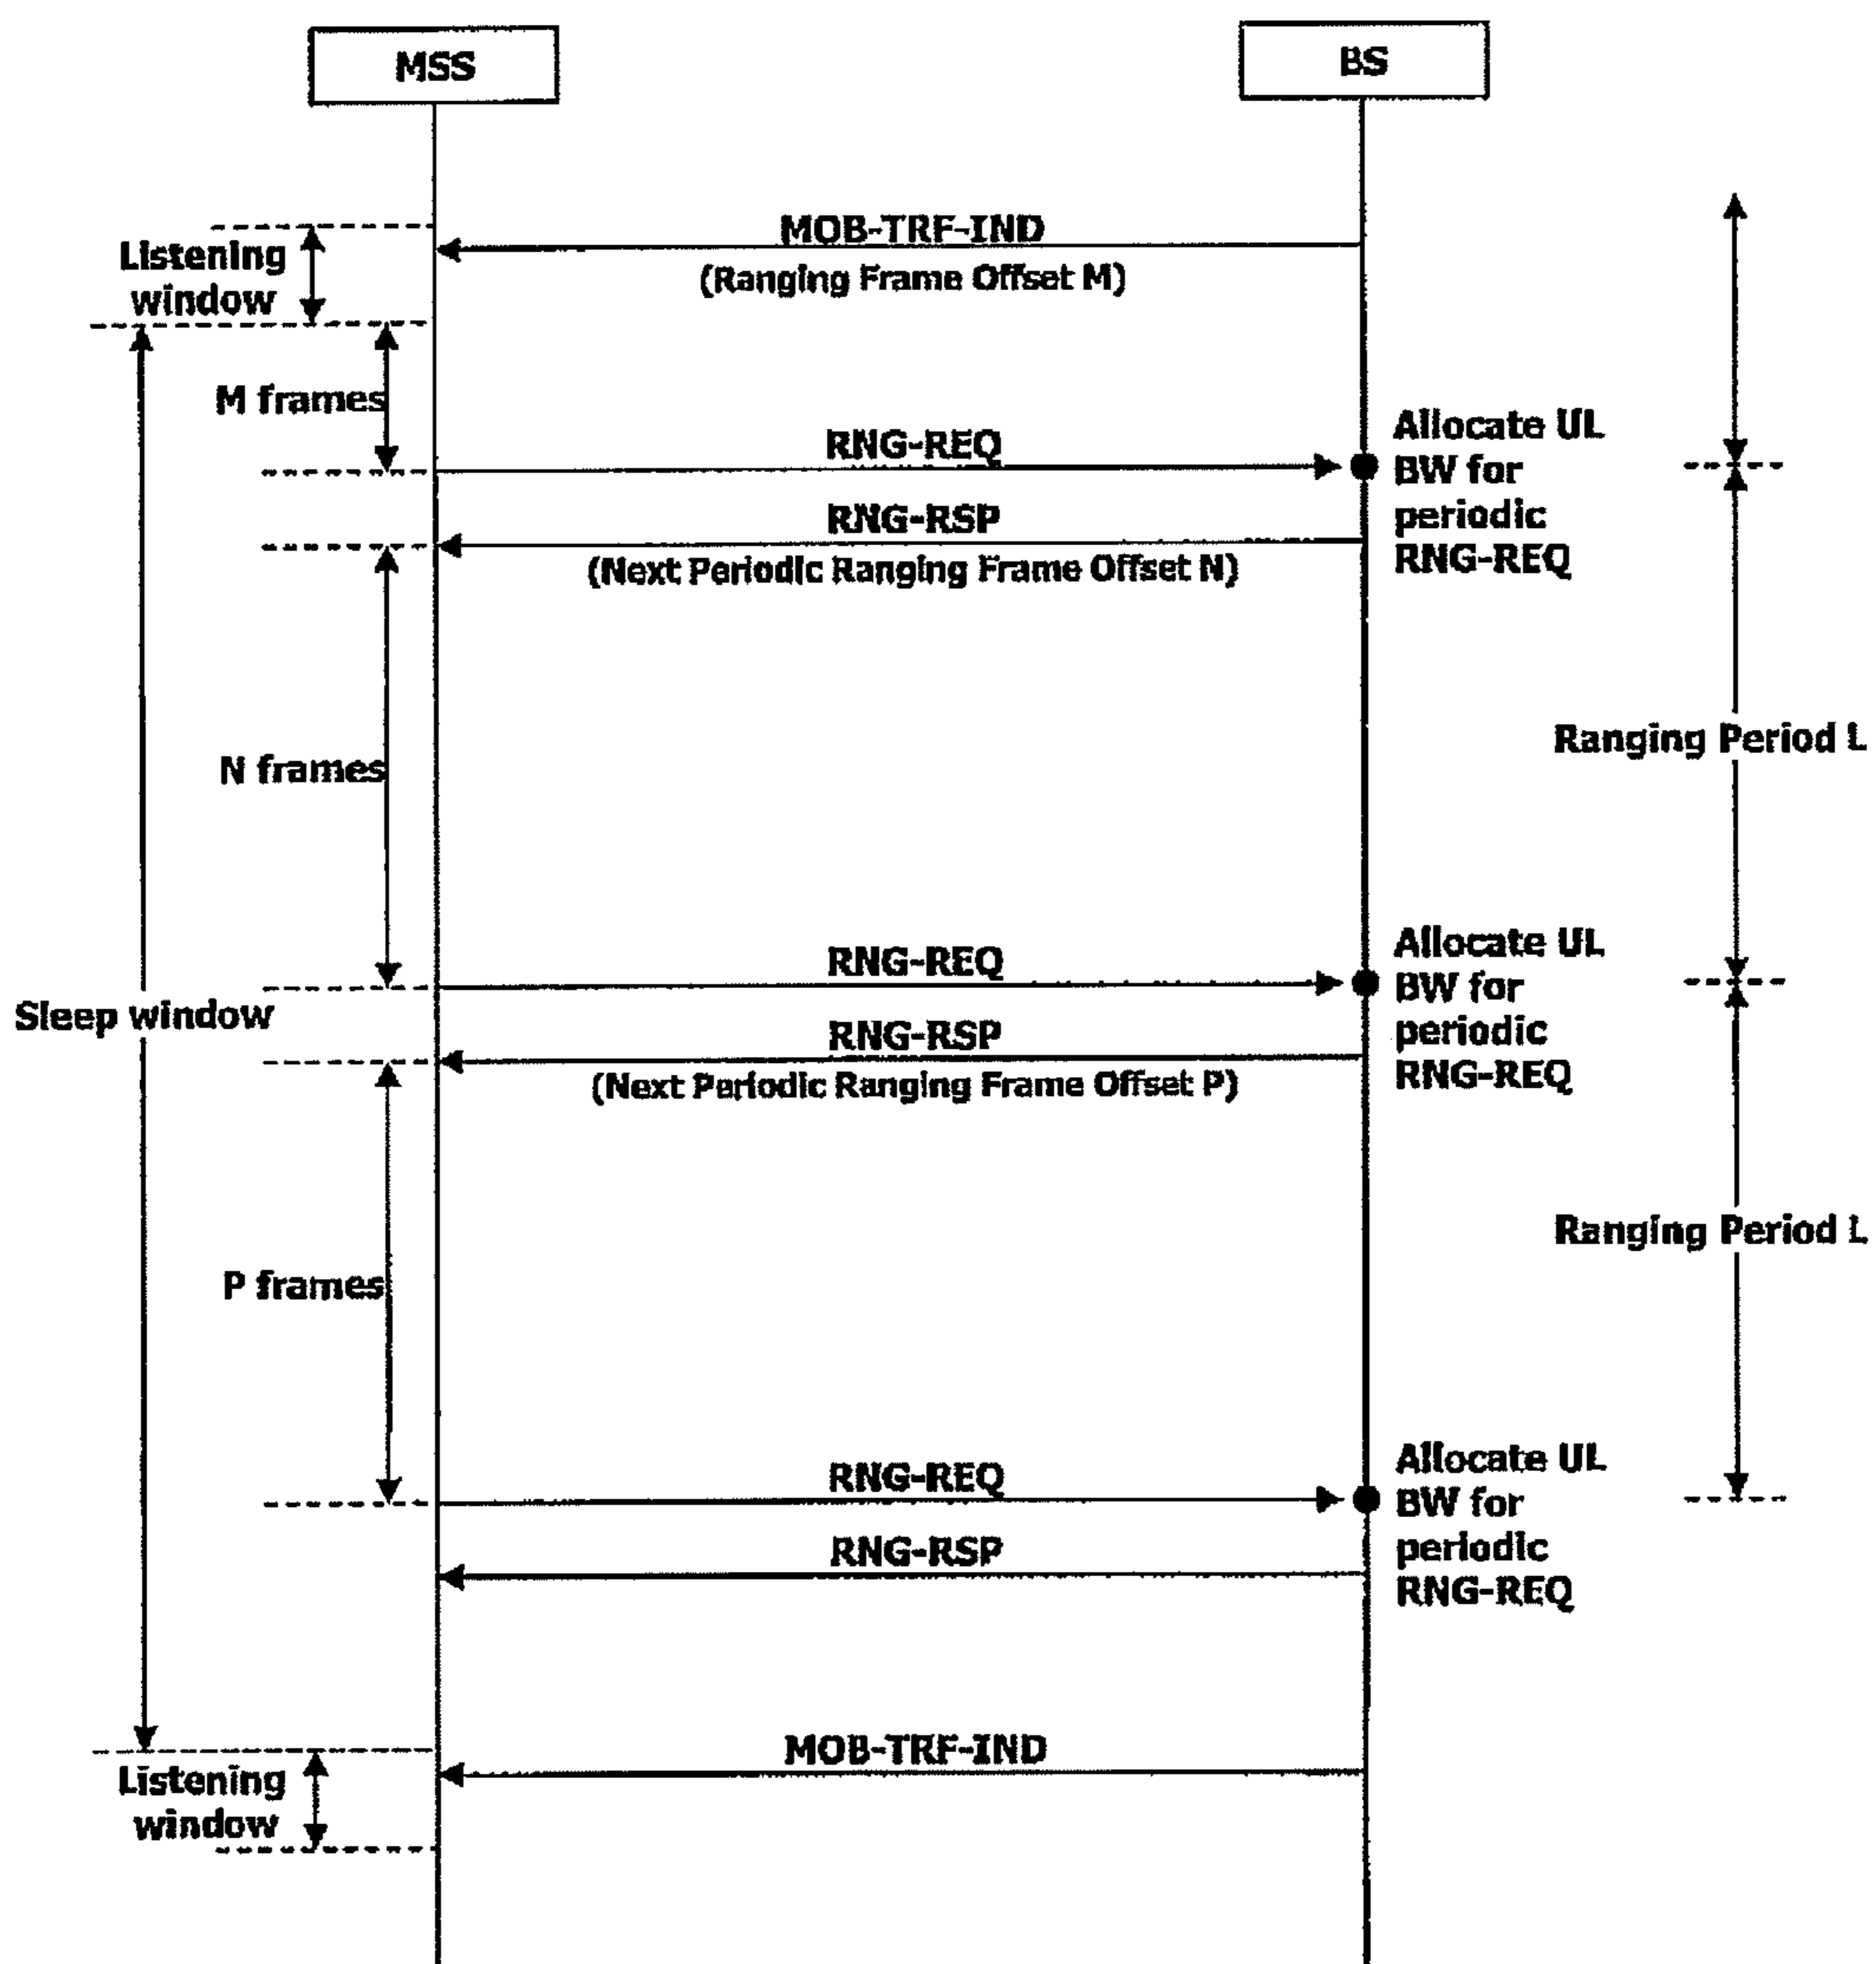 MSS
BS
MOB-TRF-IND
(Ranging Frame Offset M)
Listening
window
M frames
RNG-REQ
Allocate UL
BW for
periodic
RNG-REQ
RNG-RSP
(Next Periodic Ranging Frame Offset N)
Ranging Period L
N frames
RNG-REQ
Allocate UL
BW for
periodic
RNG-REQ
Sleep window
RNG-RSP
(Next Periodic Ranging Frame Offset P)
Ranging Period L
P frames
RNG-REQ
Allocate UL
BW for
periodic
RNG-REQ
RNG-RSP
MOB-TRF-IND
Listening
window